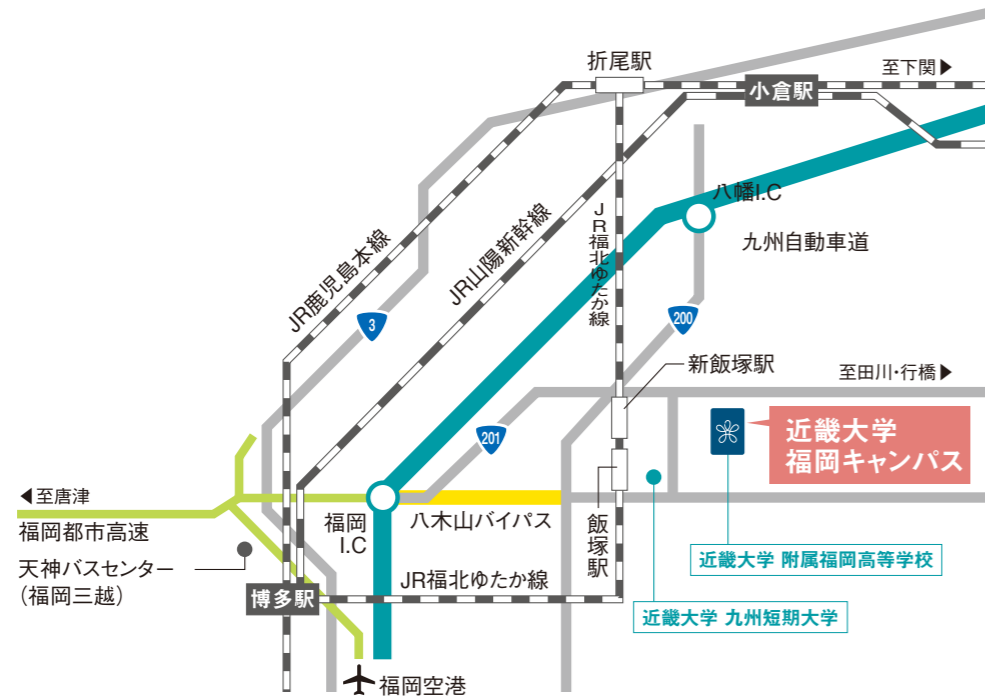 折尾駅
至下関▶
小倉駅
八幡I.C
九州自動車道
JR福北ゆたか線
JR山陽新幹線
JR鹿児島本線
3
200
新飯塚駅
至田川・行橋▶
近畿大学
福岡キャンパス
201
◀至唐津
福岡都市高速
福岡
I.C
八木山バイパス
飯塚駅
天神バスセンター
（福岡三越）
近畿大学 附属福岡高等学校
JR福北ゆたか線
博多駅
近畿大学 九州短期大学
福岡空港